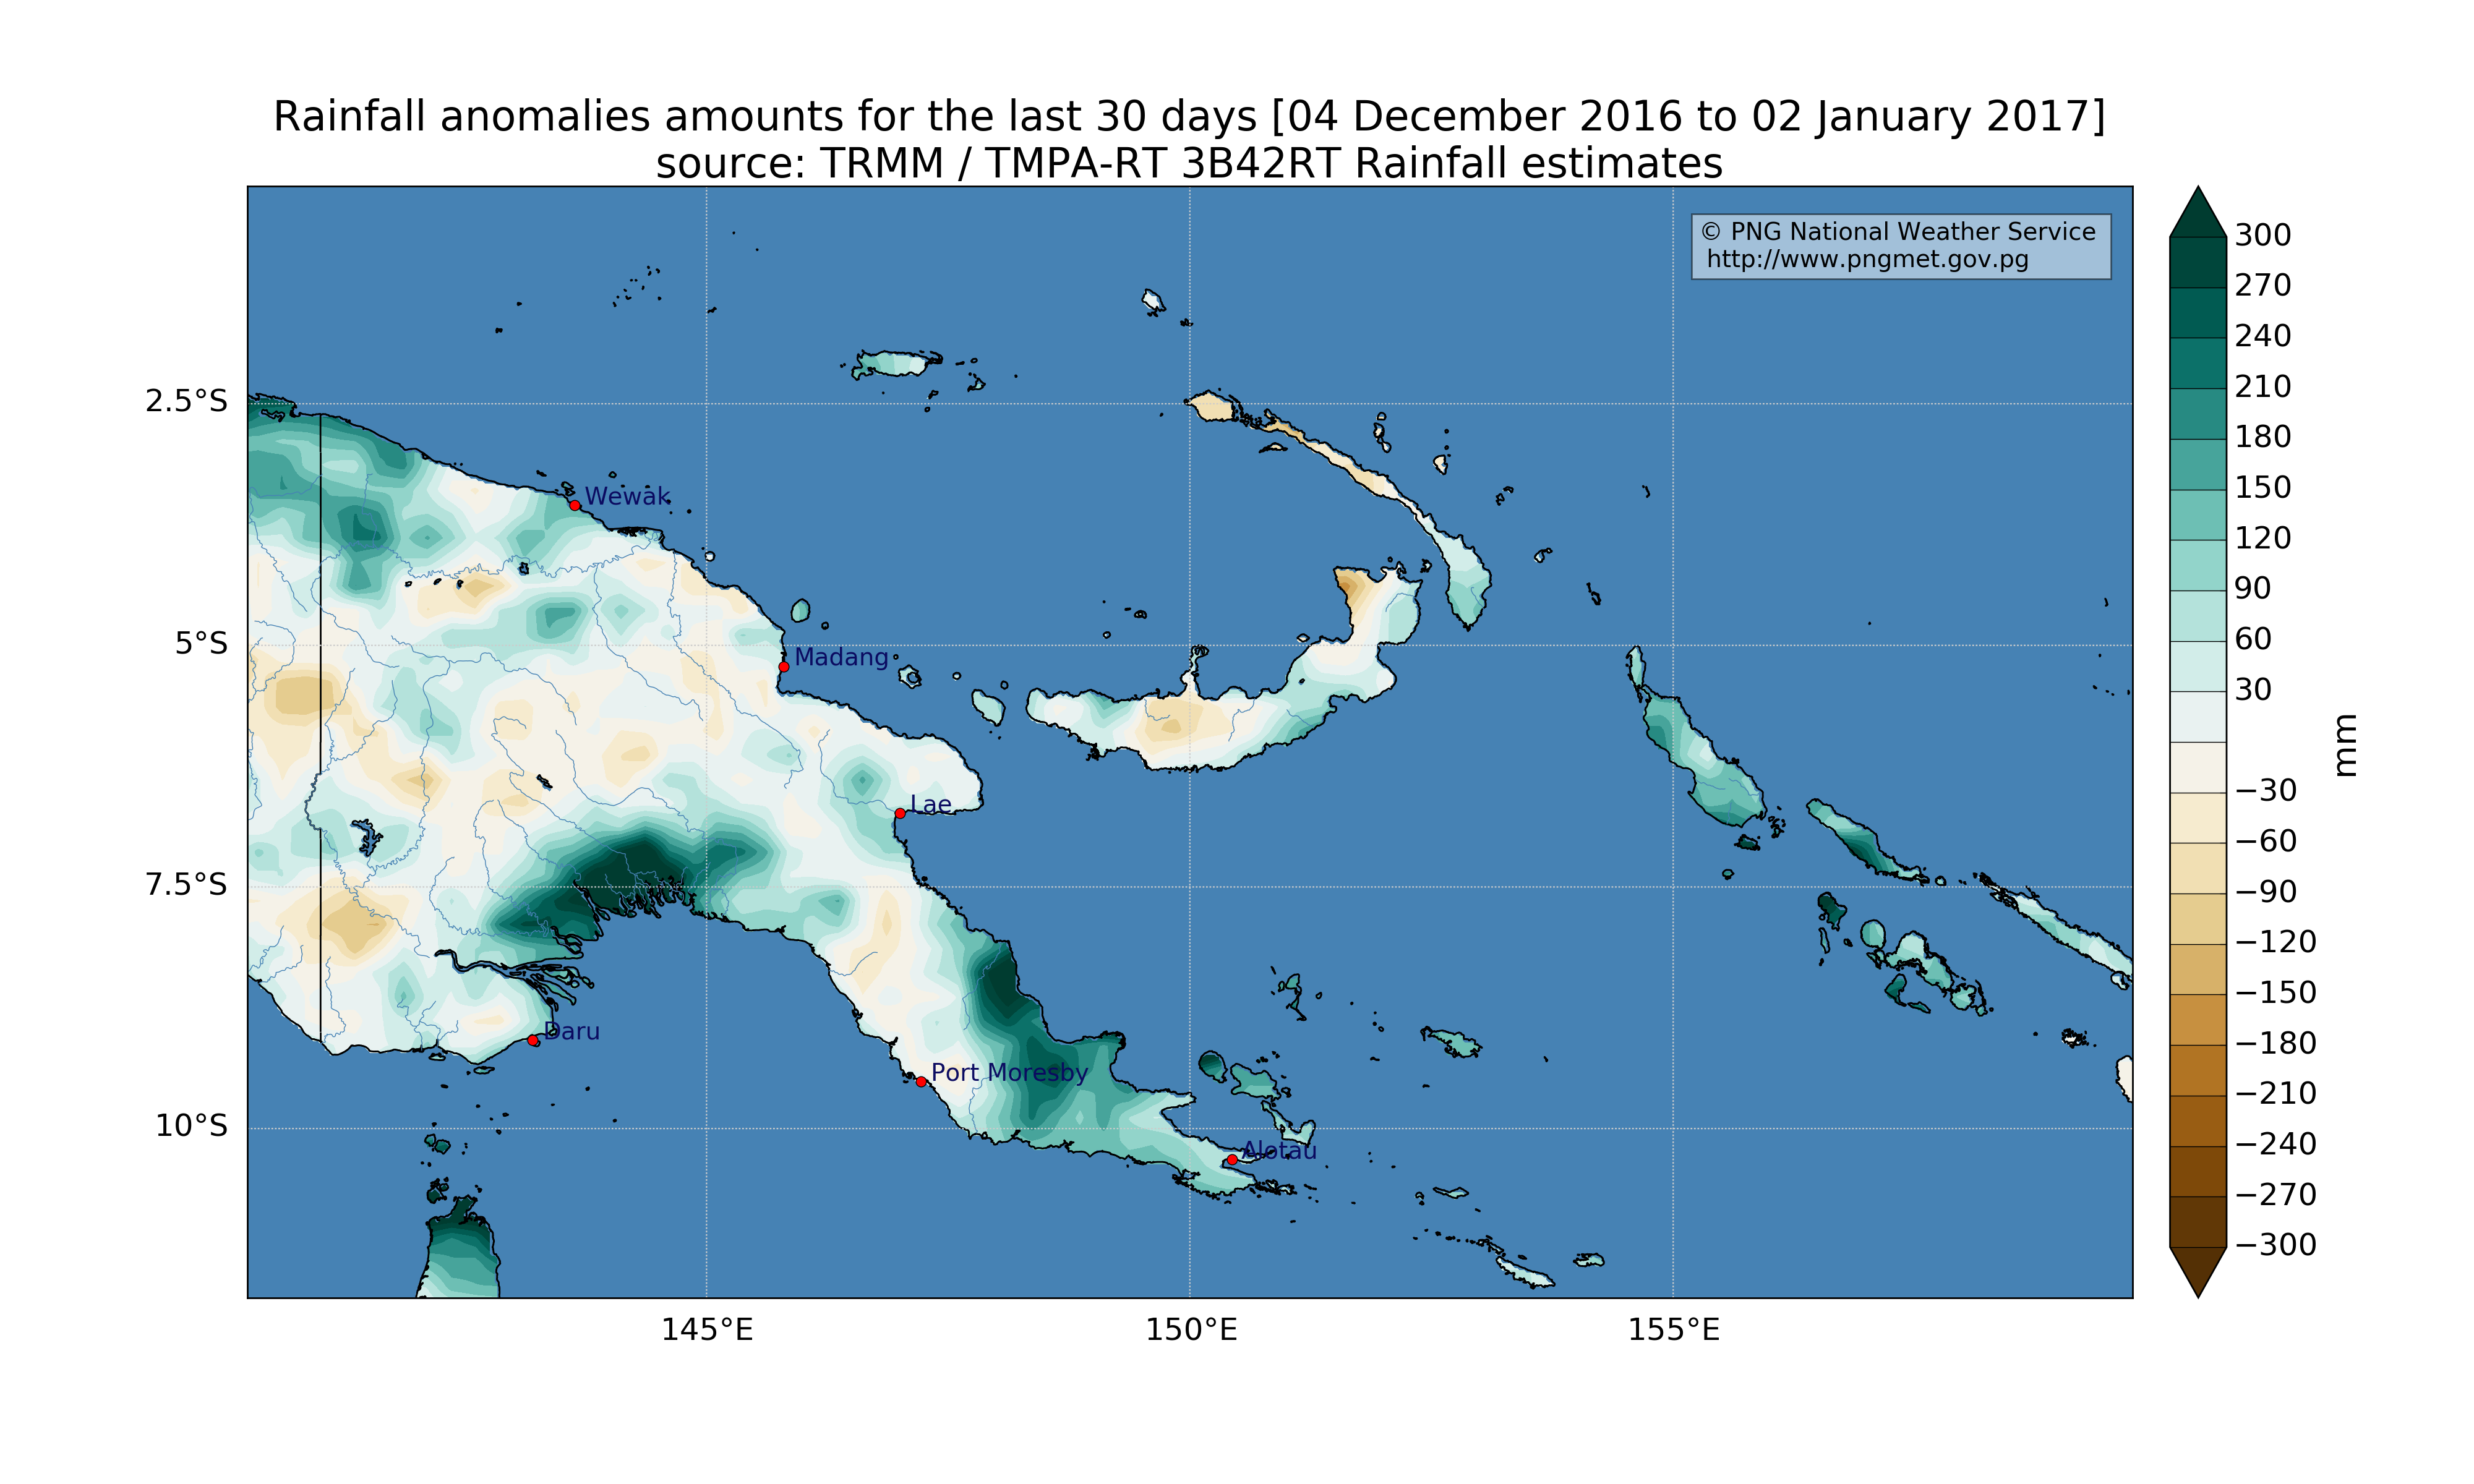 Rainfall anomalies amounts for the last 30 days [04 December 2016 to 02 January 2017]
source: TRMM / TMPA-RT 3B42RT Rainfall estimates
© PNG National Weather Service
http://www.pngmet.gov.pg
2.5°S
5°S
7.5°S
10°S
Wewak
Madang
Lae
Daru
Port Moresby
Alotau
145°E
150°E
155°E
300
270
240
210
180
150
120
90
60
30
−30
−60
−90
−120
−150
−180
−210
−240
−270
−300
mm